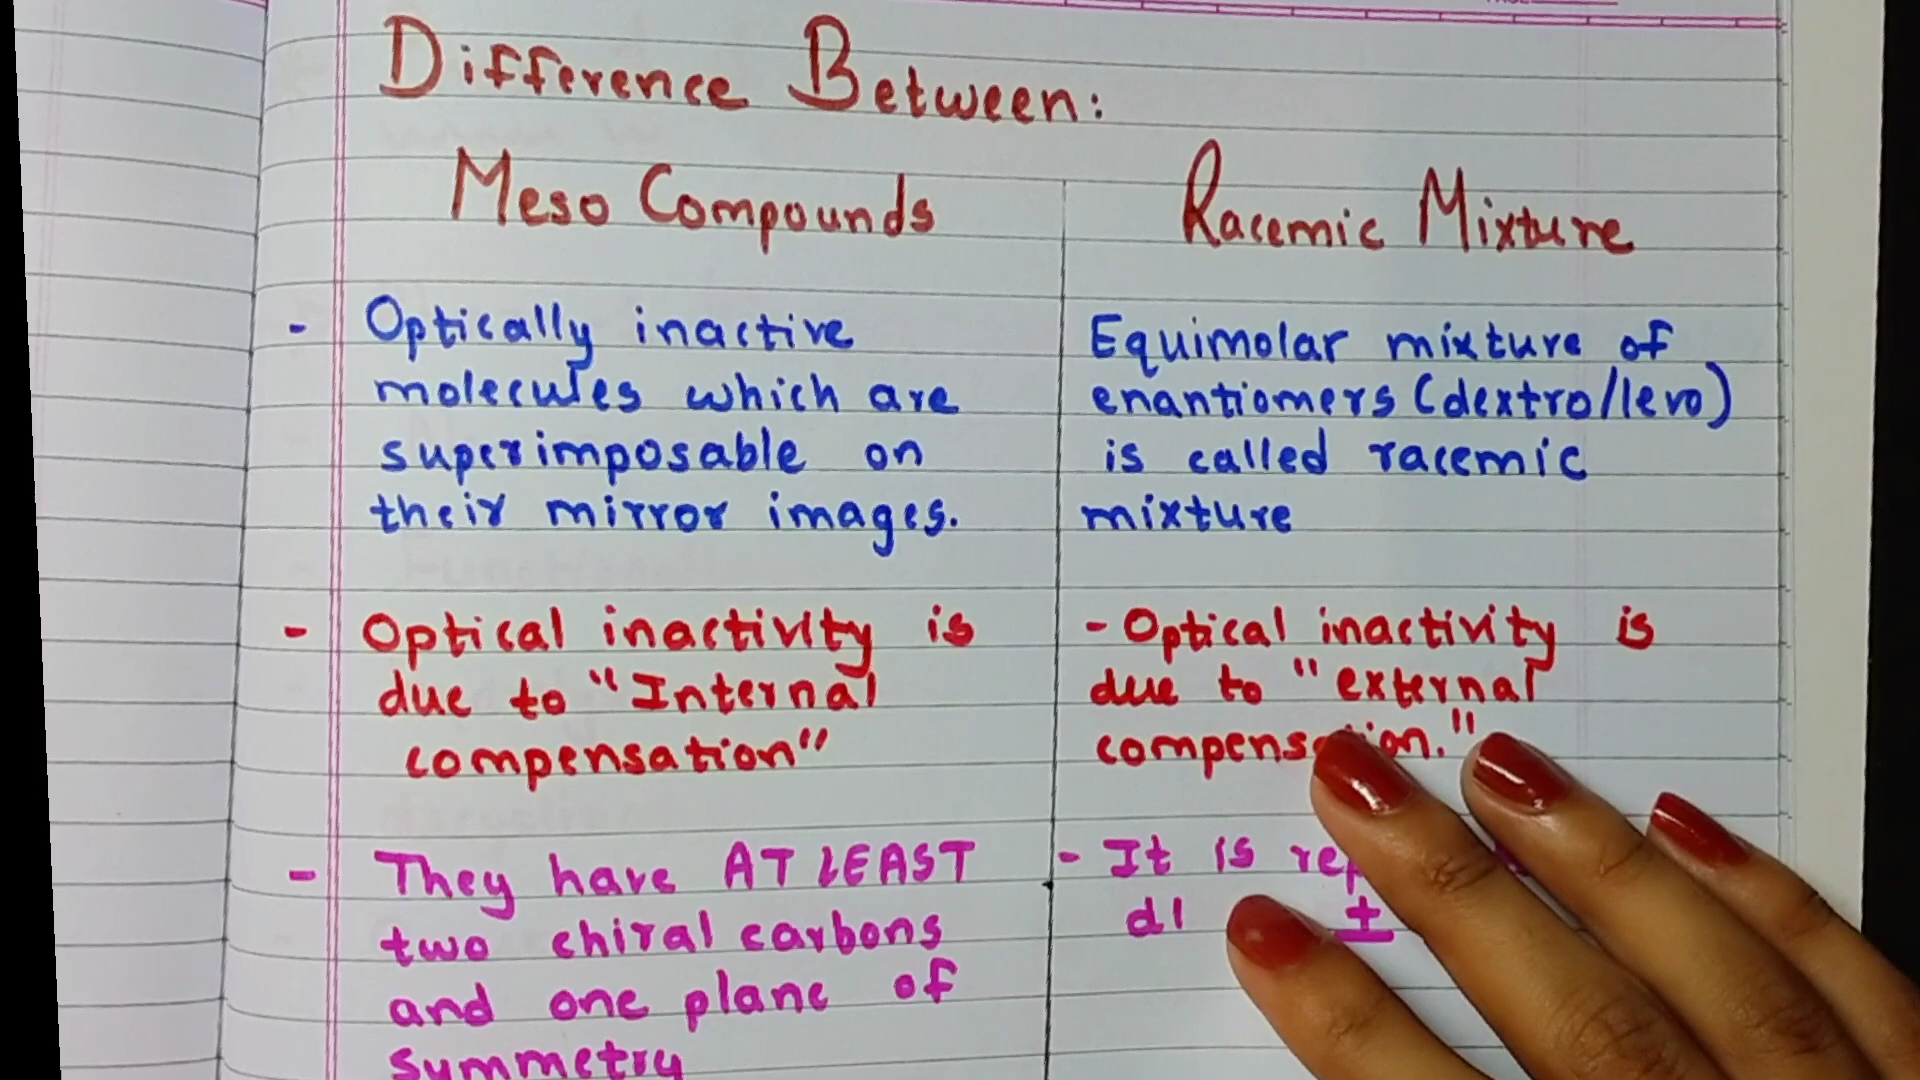 Difference Between:
Meso Compounds
- Optically inactive
molecules which are
superimposable on
their mirror images.
- Optical inactivity is
due to "Internal
compensation"
- They have AT LEAST
two chiral carbons
and one plane of
symmetry
Racemic Mixture
Equimolar mixture of
enantiomers (dextro/levo)
is called racemic
mixture
- Optical inactivity is
due to "external
compensation."
- It is
dl ±